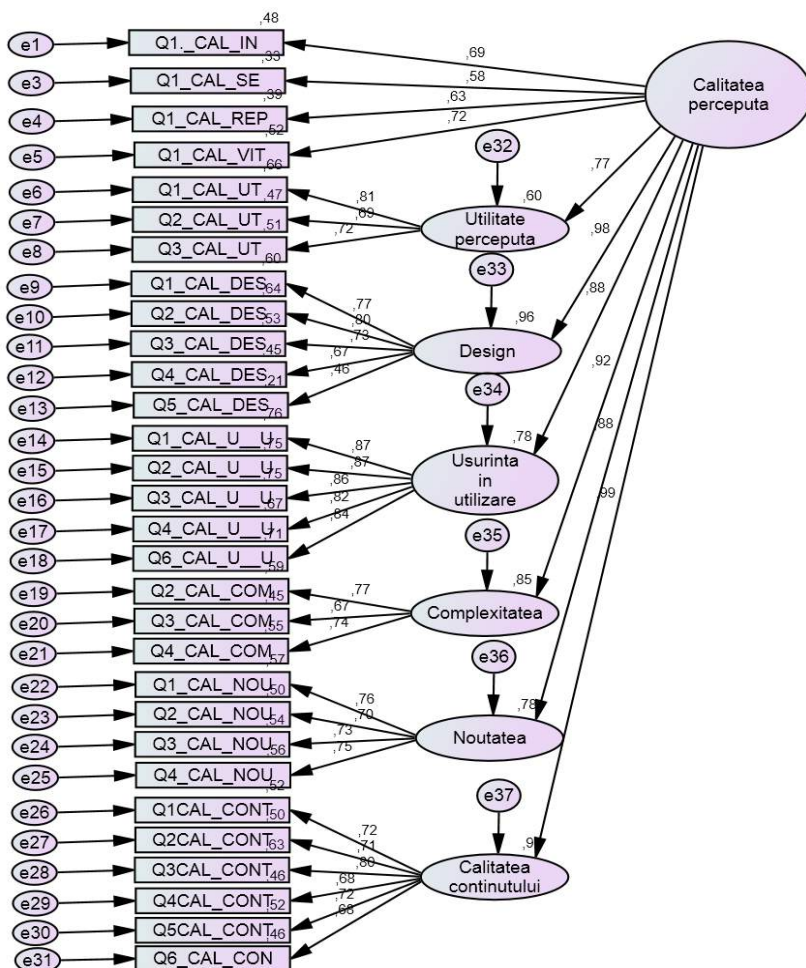 ,48
e1
Q1._CAL_IN
,33
,69
e3
Q1_CAL_SE
,39
,58
e4
Q1_CAL_REP
,52
,63
e5
Q1_CAL_VIT
,66
,72
Calitatea
perceputa
e32
,77
e6
Q1_CAL_UT
,47
e7
Q2_CAL_UT
,51
e8
Q3_CAL_UT
,60
,81
,69
,72
,60
Utilitate
perceputa
,98
e33
,88
e9
Q1_CAL_DES
,64
e10
Q2_CAL_DES
,53
e11
Q3_CAL_DES
,45
e12
Q4_CAL_DES
,21
e13
Q5_CAL_DES
,76
,77
,80
,73
,67
,46
,96
Design
,92
e34
e14
Q1_CAL_U__U
,75
e15
Q2_CAL_U__U
,75
e16
Q3_CAL_U__U
,67
e17
Q4_CAL_U__U
,71
e18
Q6_CAL_U__U
,59
,87
,87
,86
,82
,84
,78
Usurinta
in
utilizare
,88
,99
e35
e19
Q2_CAL_COM
,45
e20
Q3_CAL_COM
,55
e21
Q4_CAL_COM
,57
,77
,67
,74
,85
Complexitatea
e36
e22
Q1_CAL_NOU
,50
e23
Q2_CAL_NOU
,54
e24
Q3_CAL_NOU
,56
e25
Q4_CAL_NOU
,52
,76
,70
,73
,75
,78
Noutatea
e37
e26
Q1CAL_CONT
,50
e27
Q2CAL_CONT
,63
e28
Q3CAL_CONT
,46
e29
Q4CAL_CONT
,52
e30
Q5CAL_CONT
,46
e31
Q6_CAL_CON
,72
,71
,80
,68
,72
,68
,9
Calitatea
continutului